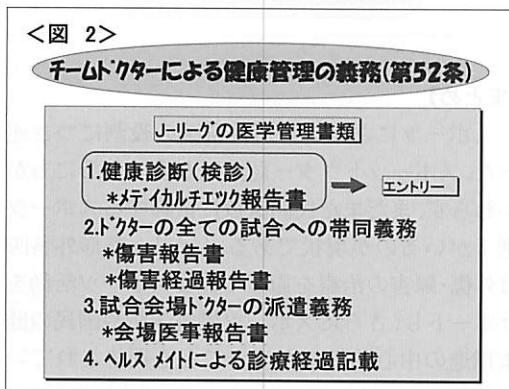 <図 2>
チームドクターによる健康管理の義務(第52条)
J-リーグの医学管理書類
1.健康診断(検診)
*メディカルチエツク報告書
エントリー
2.ドクターの全ての試合への帯同義務
*傷害報告書
*傷害経過報告書
3.試合会場ドクターの派遣義務
*会場医事報告書
4.ヘルスメイトによる診療経過記載